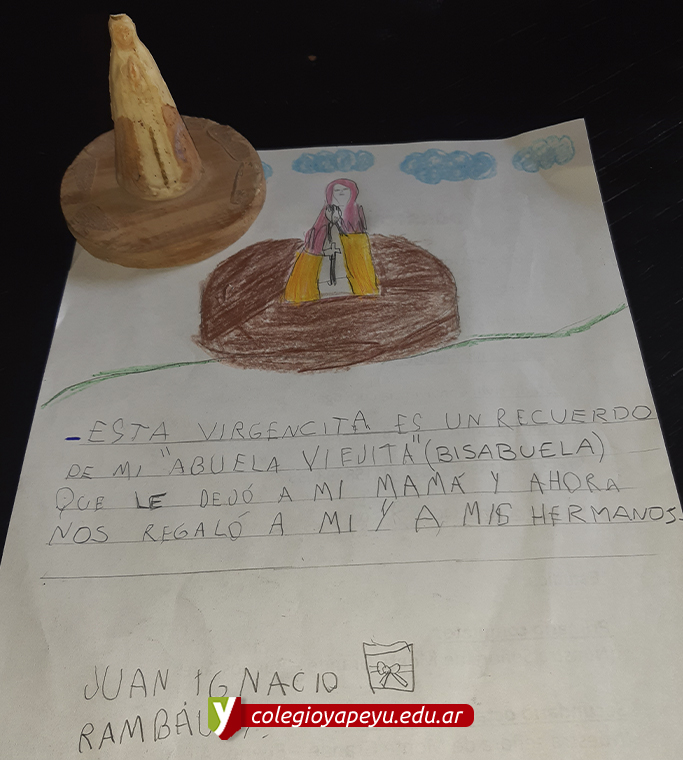 - ESTA VIRGENCITA ES UN RECUERDO
DE MI "ABUELA VIEJITA" (BISABUELA)
QUE LE DEJÓ A MI MAMÁ Y AHORA
NOS REGALÓ A MI Y A MIS HERMANOS.
JUAN IGNACIO
y colegioyapeyu.edu.ar